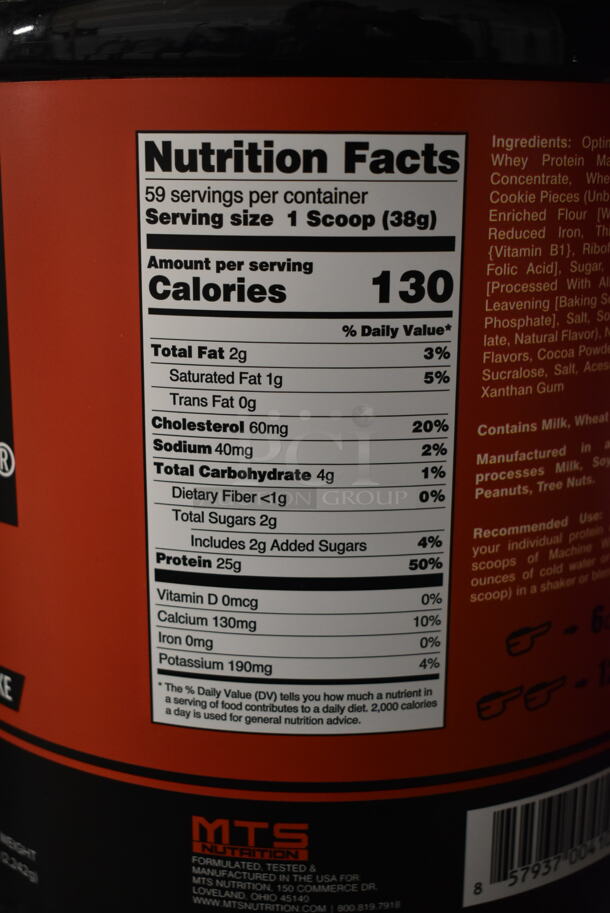 Nutrition Facts
59 servings per container
Serving size 1 Scoop (38g)
Amount per serving
Calories 130
% Daily Value*
Total Fat 2g 3%
Saturated Fat 1g 5%
Trans Fat 0g
Cholesterol 60mg 20%
Sodium 40mg 2%
Total Carbohydrate 4g 1%
Dietary Fiber <1g 0%
Total Sugars 2g
Includes 2g Added Sugars 4%
Protein 25g 50%
Vitamin D 0mcg 0%
Calcium 130mg 10%
Iron 0mg 0%
Potassium 190mg 4%
* The % Daily Value (DV) tells you how much a nutrient in
a serving of food contributes to a daily diet. 2,000 calories
a day is used for general nutrition advice.
Ingredients:
Whey Protein
Concentrate,
Cookie Pieces
Enriched Flour
Reduced Iron,
{Vitamin B1},
Folic Acid], Sugar,
[Processed With
Leavening [Baking
Phosphate], Salt,
late, Natural Flavor),
Flavors, Cocoa
Sucralose, Salt,
Xanthan Gum
Contains Milk, Wheat
Manufactured in
processes Milk,
Peanuts, Tree Nuts.
Recommended Use:
your individual protein
scoops of Machine
ounces of cold water
scoop) in a shaker or
®
GROUP
WEIGHT
MTS
NUTRITION
FORMULATED, TESTED &
MANUFACTURED IN THE USA FOR:
MTS NUTRITION, 150 COMMERCE DR.
LOVELAND, OHIO 45140
WWW.MTSNUTRITION.COM | 800.819.7918
8 57937